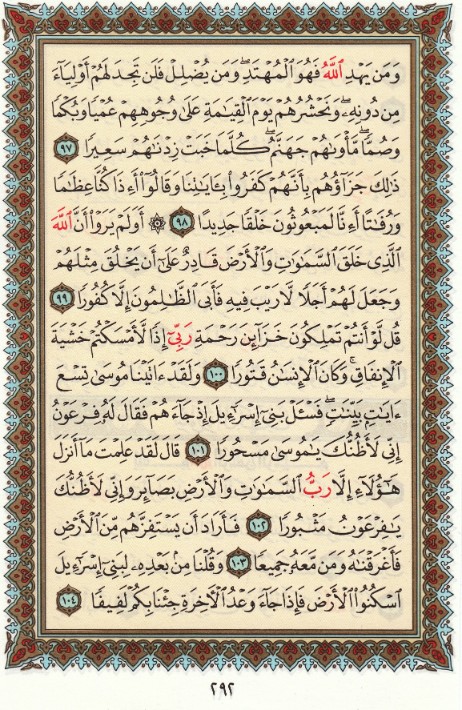 وَمَن يَهۡدِ ٱللَّهُ فَهُوَ ٱلۡمُهۡتَدِۖ وَمَن يُضۡلِلۡ فَلَن تَجِدَ لَهُمۡ أَوۡلِيَآءَ
مِن دُونِهِۦۖ وَنَحۡشُرُهُمۡ يَوۡمَ ٱلۡقِيَٰمَةِ عَلَىٰ وُجُوهِهِمۡ عُمۡيٗا وَبُكۡمٗا
وَصُمّٗاۖ مَّأۡوَىٰهُمۡ جَهَنَّمُۖ كُلَّمَا خَبَتۡ زِدۡنَٰهُمۡ سَعِيرٗا ٩٧
ذَٰلِكَ جَزَآؤُهُم بِأَنَّهُمۡ كَفَرُواْ بِـَٔايَٰتِنَا وَقَالُوٓاْ أَءِذَا كُنَّا عِظَٰمٗا
وَرُفَٰتًا أَءِنَّا لَمَبۡعُوثُونَ خَلۡقٗا جَدِيدًا ٩٨ ۞ أَوَلَمۡ يَرَوۡاْ أَنَّ ٱللَّهَ
ٱلَّذِي خَلَقَ ٱلسَّمَٰوَٰتِ وَٱلۡأَرۡضَ قَادِرٌ عَلَىٰٓ أَن يَخۡلُقَ مِثۡلَهُمۡ
وَجَعَلَ لَهُمۡ أَجَلٗا لَّا رَيۡبَ فِيهِ فَأَبَى ٱلظَّٰلِمُونَ إِلَّا كُفُورٗا ٩٩
قُل لَّوۡ أَنتُمۡ تَمۡلِكُونَ خَزَآئِنَ رَحۡمَةِ رَبِّيٓ إِذٗا لَّأَمۡسَكۡتُمۡ خَشۡيَةَ
ٱلۡإِنفَاقِۚ وَكَانَ ٱلۡإِنسَٰنُ قَتُورٗا ١٠٠ وَلَقَدۡ ءَاتَيۡنَا مُوسَىٰ تِسۡعَ
ءَايَٰتِۭ بَيِّنَٰتٖۖ فَسۡـَٔلۡ بَنِيٓ إِسۡرَٰٓءِيلَ إِذۡ جَآءَهُمۡ فَقَالَ لَهُۥ فِرۡعَوۡنُ
إِنِّي لَأَظُنُّكَ يَٰمُوسَىٰ مَسۡحُورٗا ١٠١ قَالَ لَقَدۡ عَلِمۡتَ مَآ أَنزَلَ
هَٰٓؤُلَآءِ إِلَّا رَبُّ ٱلسَّمَٰوَٰتِ وَٱلۡأَرۡضِ بَصَآئِرَ وَإِنِّي لَأَظُنُّكَ
يَٰفِرۡعَوۡنُ مَثۡبُورٗا ١٠٢ فَأَرَادَ أَن يَسۡتَفِزَّهُم مِّنَ ٱلۡأَرۡضِ
فَأَغۡرَقۡنَٰهُ وَمَن مَّعَهُۥ جَمِيعٗا ١٠٣ وَقُلۡنَا مِنۢ بَعۡدِهِۦ لِبَنِيٓ إِسۡرَٰٓءِيلَ
ٱسۡكُنُواْ ٱلۡأَرۡضَ فَإِذَا جَآءَ وَعۡدُ ٱلۡأٓخِرَةِ جِئۡنَا بِكُمۡ لَفِيفٗا ١٠٤
٢٩٢